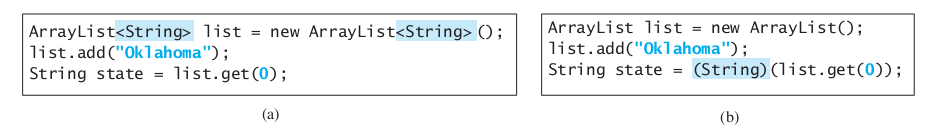 ArrayList<String> list = new ArrayList<String>();
list.add("Oklahoma");
String state = list.get(0);
(a)
ArrayList list = new ArrayList();
list.add("Oklahoma");
String state = (String)(list.get(0));
(b)